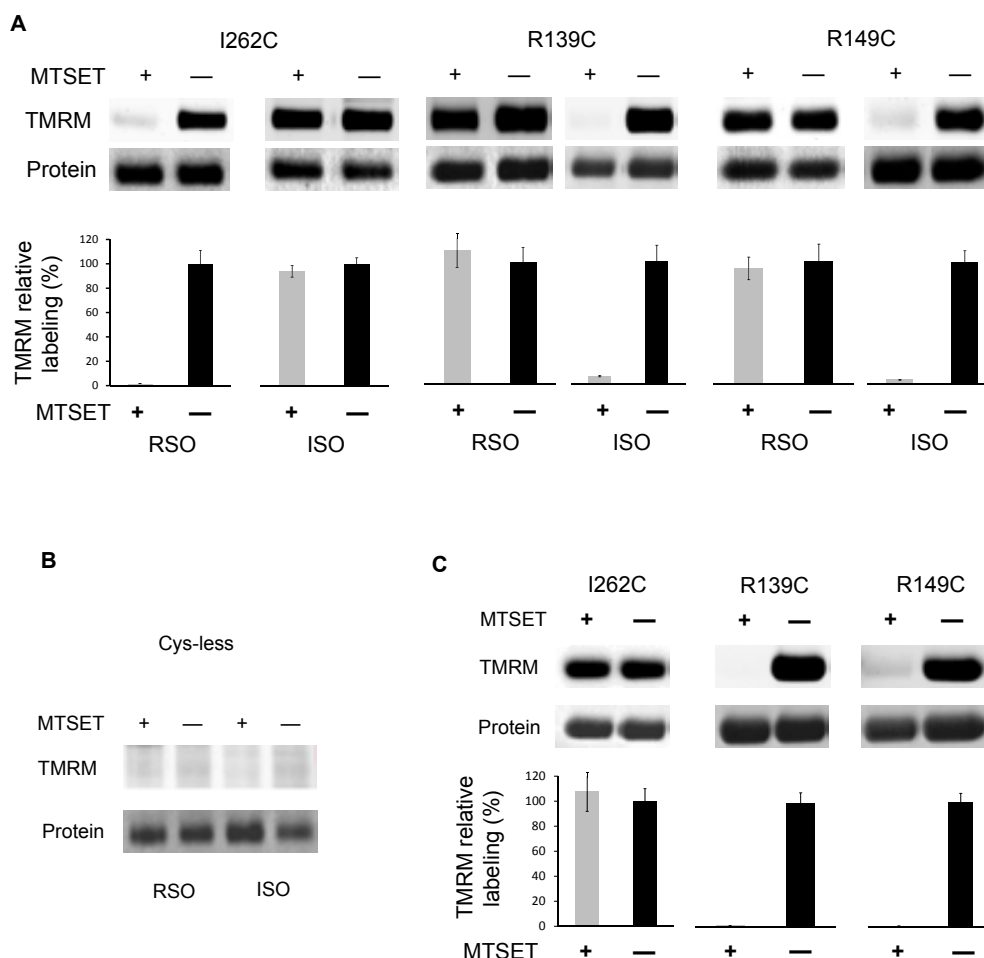 A
I262C R139C R149C
MTSET + — + — + — + — + — + —
TMRM
Protein
TMRM relative labeling (%)
120
100
80
60
40
20
0
MTSET + — + — + — + — + — + —
RSO ISO RSO ISO RSO ISO
B
Cys-less
MTSET + — + —
TMRM
Protein
RSO ISO
C
I262C R139C R149C
MTSET + — + — + —
TMRM
Protein
TMRM relative labeling (%)
120
100
80
60
40
20
0
MTSET + — + — + —